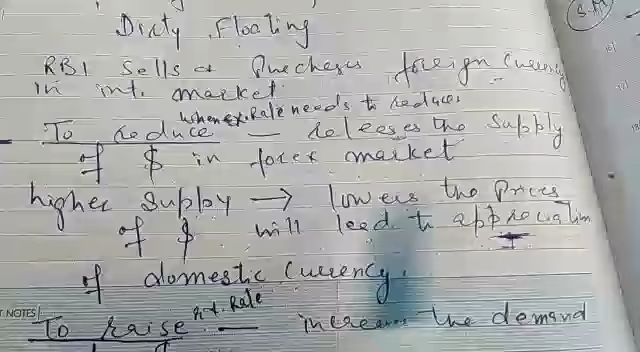 S.M
Dirty Floating
RBI sells or Purchases foreign Currency
in int. market.
when ex. Rate needs to reduce
To reduce — releases the Supply
of $ in forex market
higher Supply → lowers the Prices
of $ will lead to appreciation
of domestic Currency.
NOTES
Rate
To raise — increases the demand